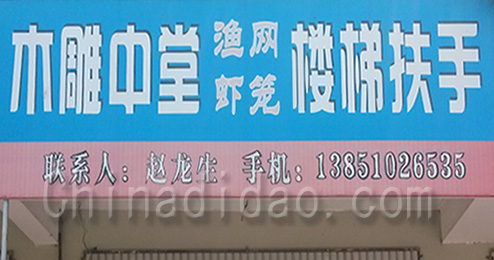 木雕中堂 渔网 虾笼 楼梯扶手
联系人：赵龙生 手机：13851026535
Chinadidao.com